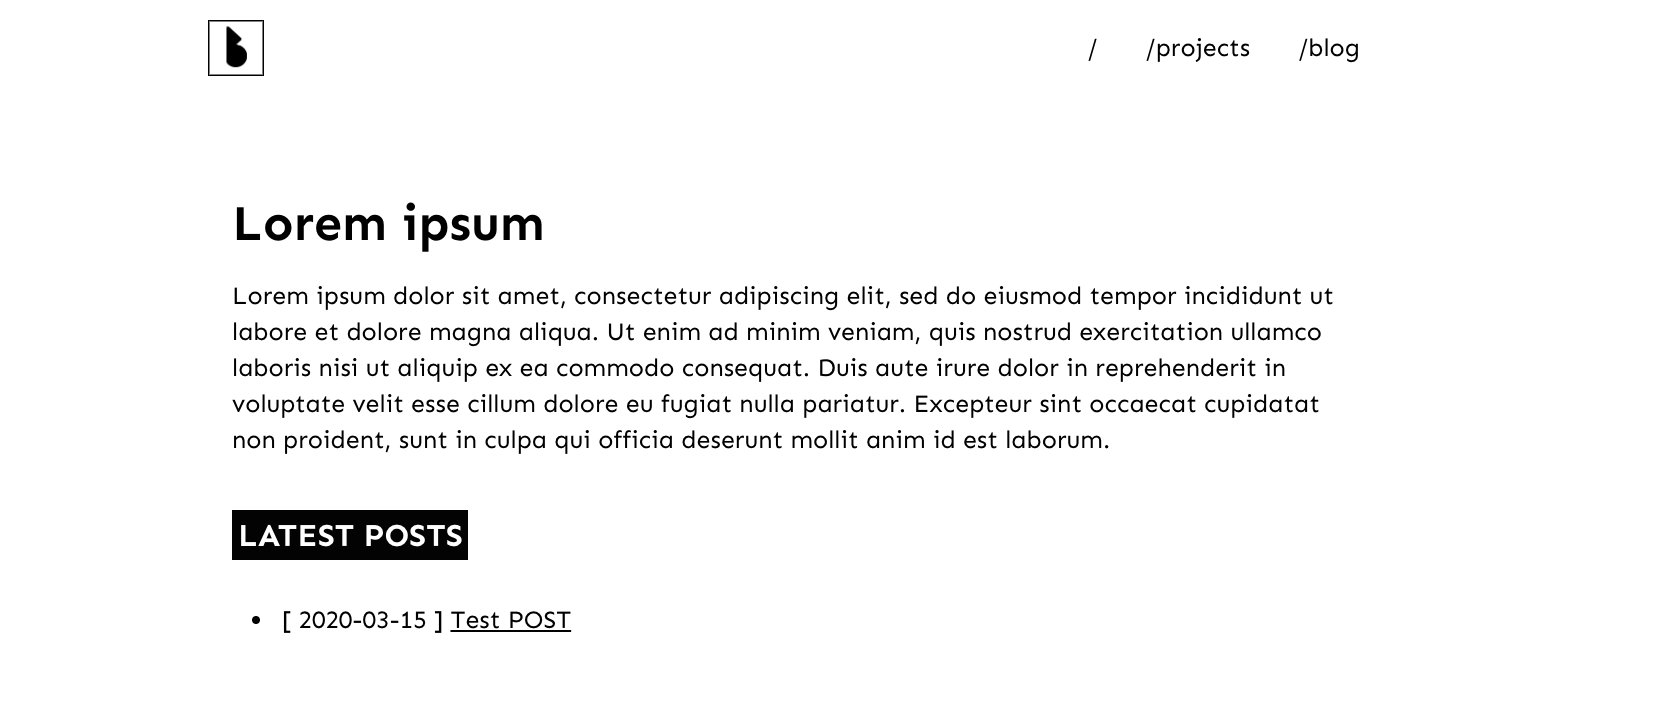 / /projects /blog
Lorem ipsum
Lorem ipsum dolor sit amet, consectetur adipiscing elit, sed do eiusmod tempor incididunt ut
labore et dolore magna aliqua. Ut enim ad minim veniam, quis nostrud exercitation ullamco
laboris nisi ut aliquip ex ea commodo consequat. Duis aute irure dolor in reprehenderit in
voluptate velit esse cillum dolore eu fugiat nulla pariatur. Excepteur sint occaecat cupidatat
non proident, sunt in culpa qui officia deserunt mollit anim id est laborum.
LATEST POSTS
• [ 2020-03-15 ] Test POST